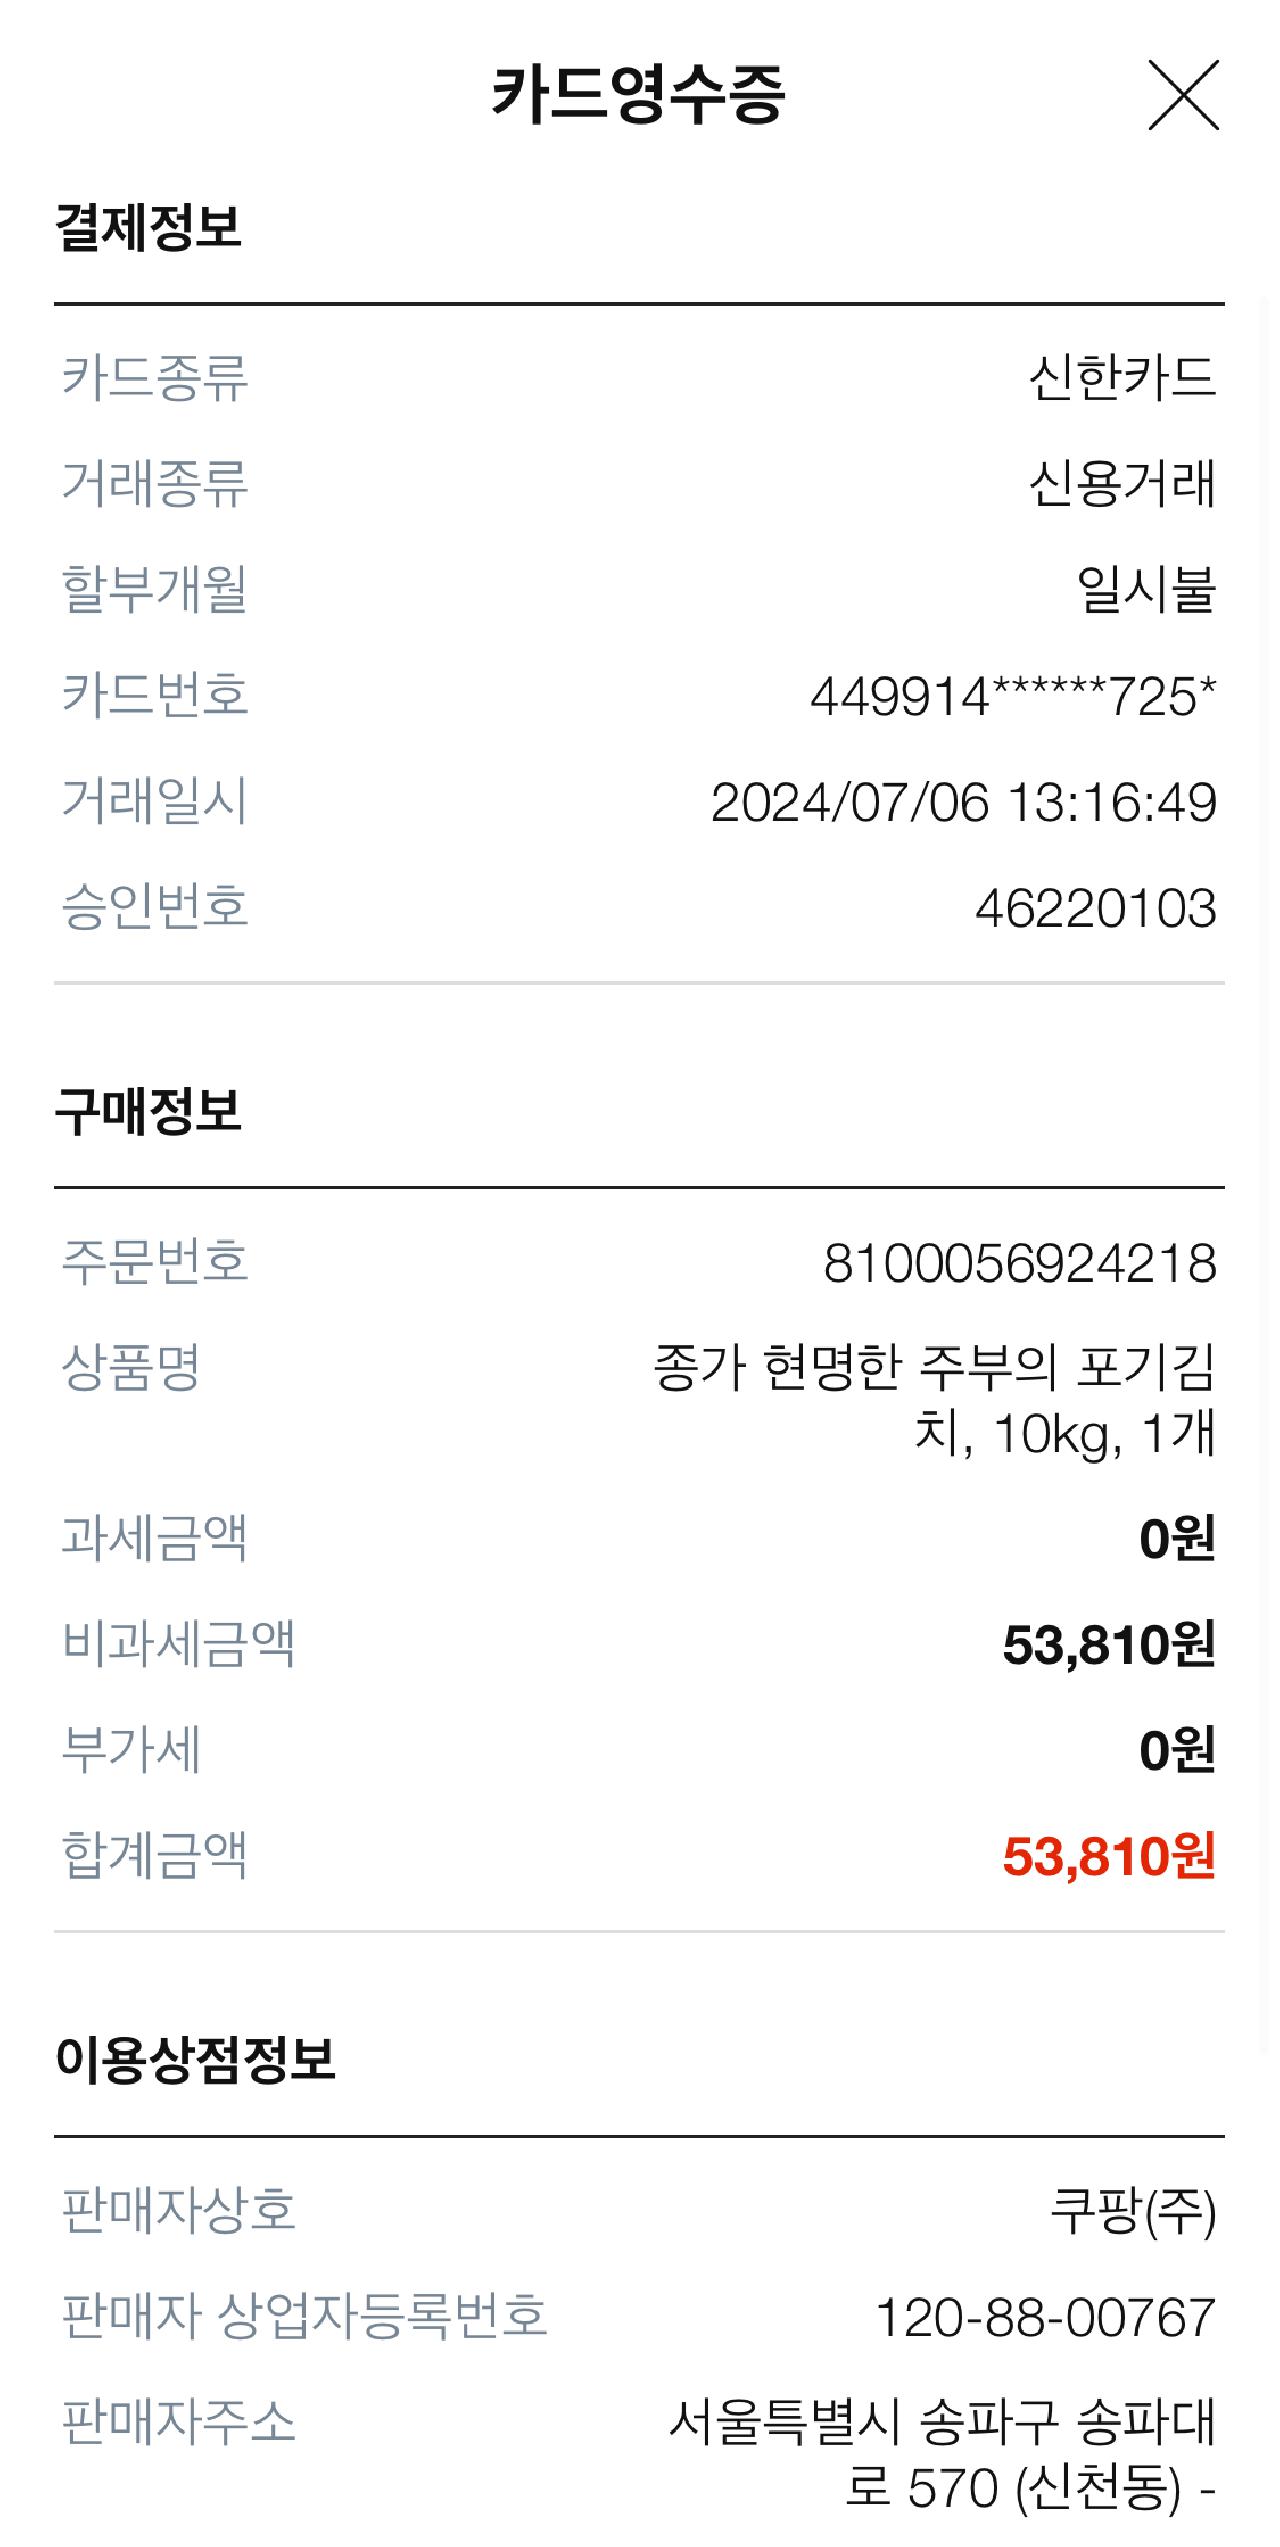 카드영수증
결제정보
카드종류 신한카드
거래종류 신용거래
할부개월 일시불
카드번호 449914******725*
거래일시 2024/07/06 13:16:49
승인번호 46220103
구매정보
주문번호 8100056924218
상품명 종가 현명한 주부의 포기김
치, 10kg, 1개
과세금액 0원
비과세금액 53,810원
부가세 0원
합계금액 53,810원
이용상점정보
판매자상호 쿠팡(주)
판매자 상업자등록번호 120-88-00767
판매자주소 서울특별시 송파구 송파대
로 570 (신천동) -